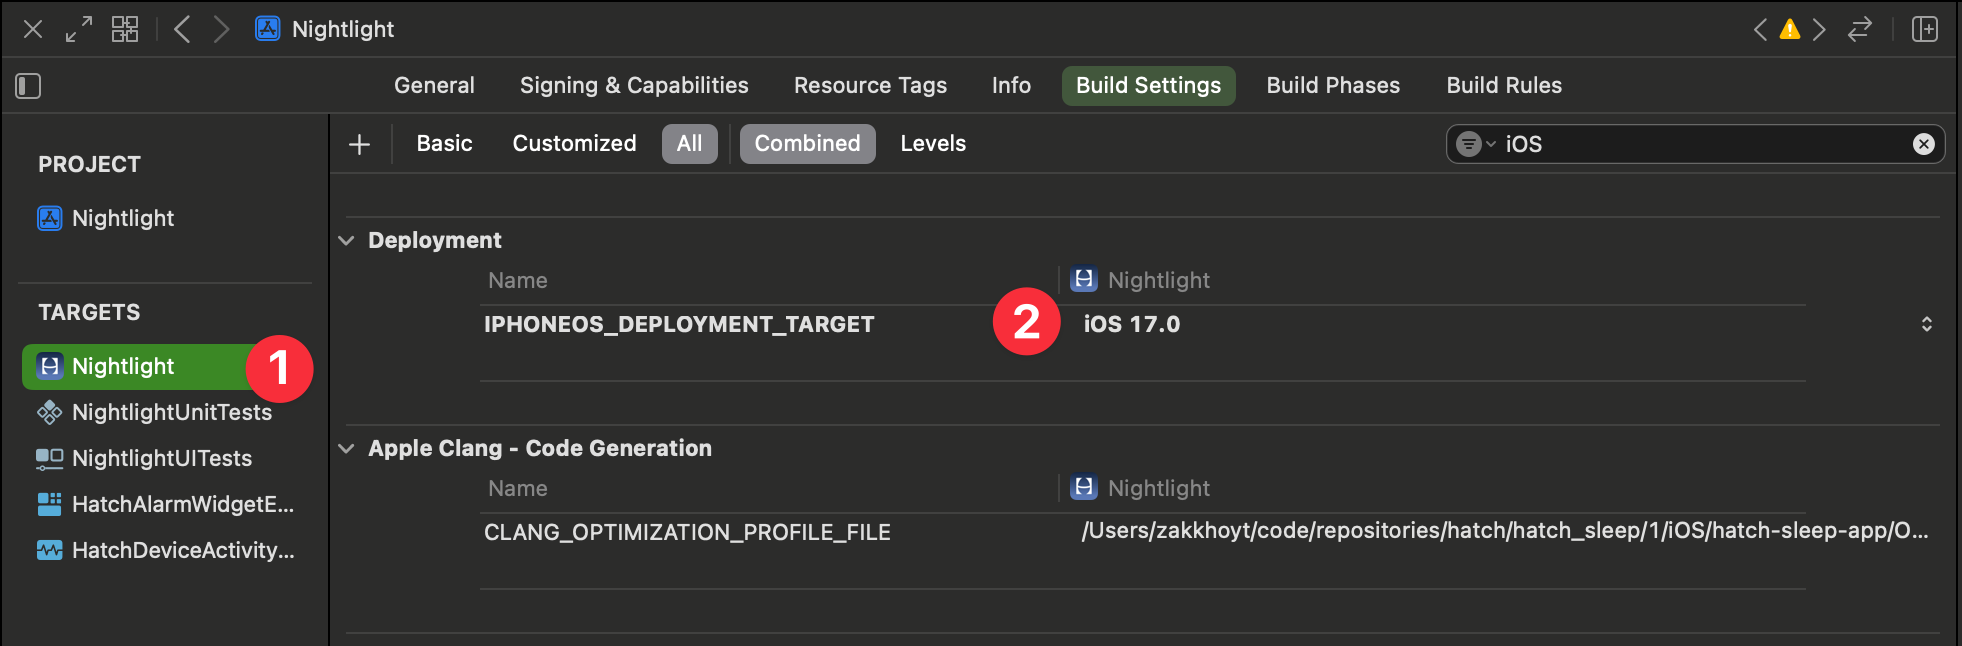 Nightlight
General Signing & Capabilities Resource Tags Info Build Settings Build Phases Build Rules
Basic Customized All Combined Levels iOS
PROJECT
Nightlight
TARGETS
Nightlight 1
NightlightUnitTests
NightlightUITests
HatchAlarmWidgetE...
HatchDeviceActivity...
Deployment
Name Nightlight
IPHONEOS_DEPLOYMENT_TARGET 2 iOS 17.0
Apple Clang - Code Generation
Name Nightlight
CLANG_OPTIMIZATION_PROFILE_FILE /Users/zakkhoyt/code/repositories/hatch/hatch_sleep/1/iOS/hatch-sleep-app/O...